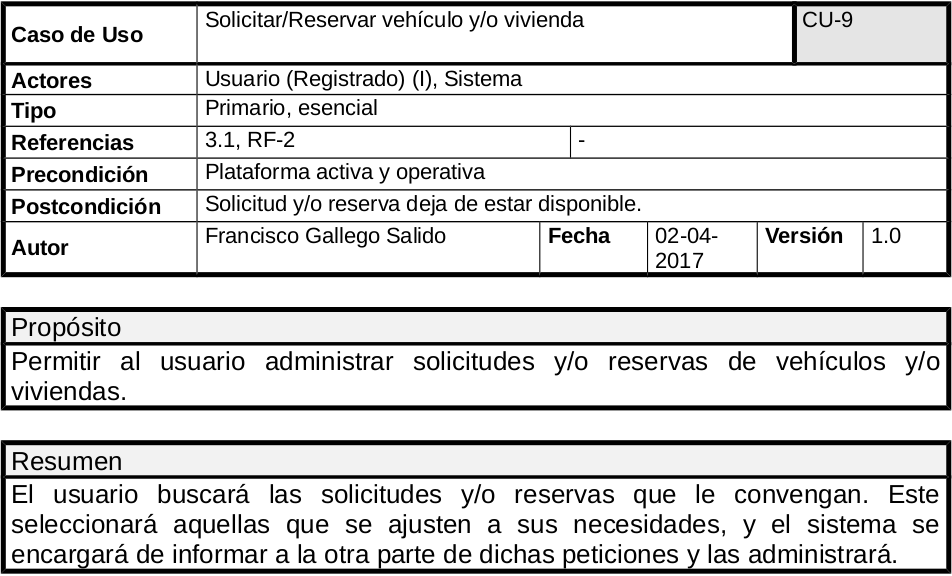 Caso de Uso Solicitar/Reservar vehículo y/o vivienda CU-9
Actores Usuario (Registrado) (I), Sistema
Tipo Primario, esencial
Referencias 3.1, RF-2 -
Precondición Plataforma activa y operativa
Postcondición Solicitud y/o reserva deja de estar disponible.
Autor Francisco Gallego Salido Fecha 02-04-
2017 Versión 1.0
Propósito
Permitir al usuario administrar solicitudes y/o reservas de vehículos y/o
viviendas.
Resumen
El usuario buscará las solicitudes y/o reservas que le convengan. Este
seleccionará aquellas que se ajusten a sus necesidades, y el sistema se
encargará de informar a la otra parte de dichas peticiones y las administrará.